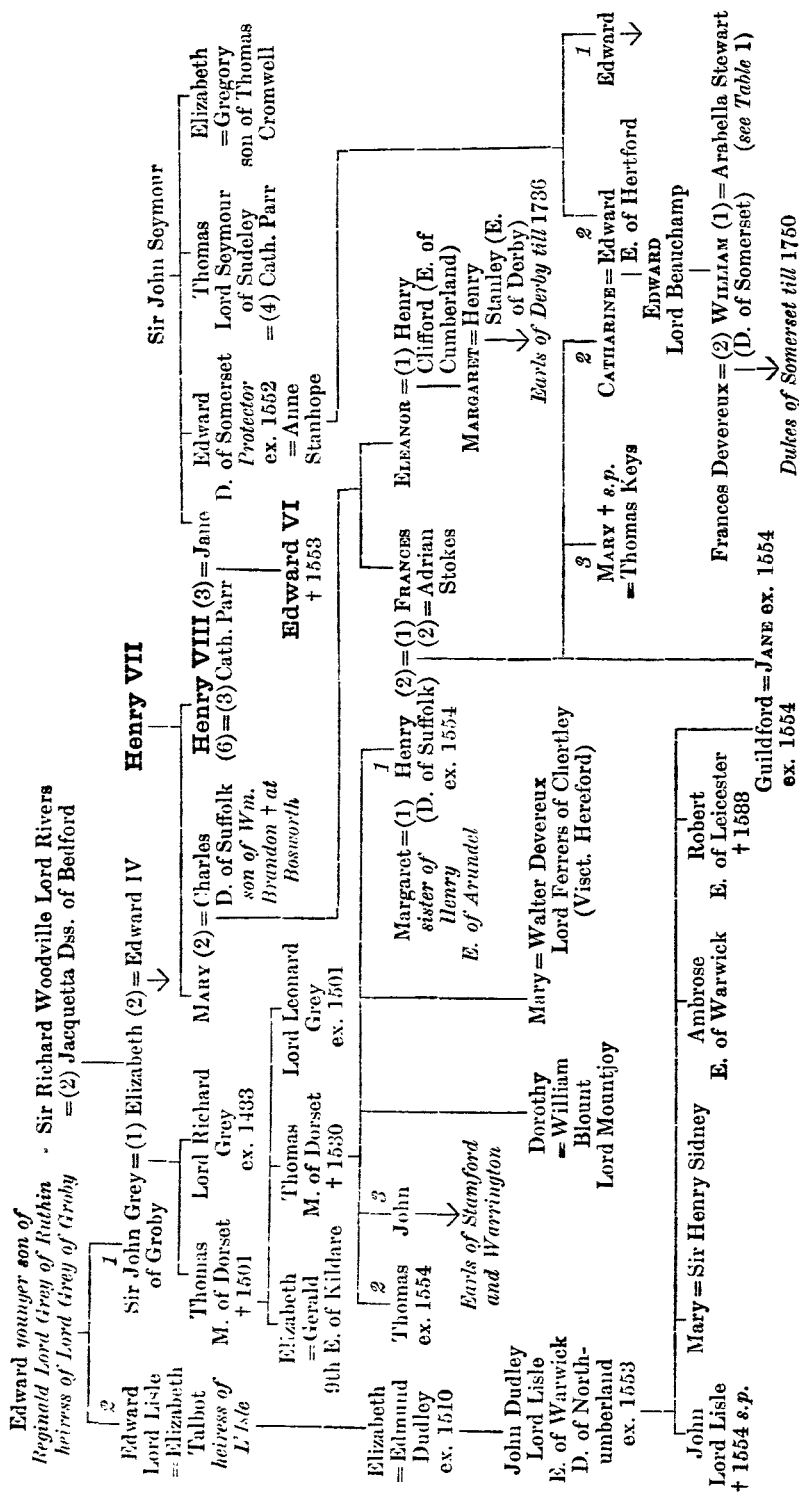 Edward younger son of
Reginald Lord Grey of Ruthin
heiress of Lord Grey of Groby
- Sir Richard Woodville Lord Rivers
= (2) Jacquetta Dss. of Bedford
2
Edward
Lord Lisle
= Elizabeth
Talbot
heiress of
L'Isle
1
Sir John Grey = (1) Elizabeth (2) = Edward IV
of Groby
Henry VII
Sir John Seymour
Thomas
M. of Dorset
† 1501
Lord Richard
Grey
ex. 1483
MARY (2) = Charles
D. of Suffolk
son of Wm.
Brandon † at
Bosworth
Henry VIII (3) = Jane
(6) = (3) Cath. Parr
Edward VI
† 1553
Edward
D. of Somerset
Protector
ex. 1552
= Anne
Stanhope
Thomas
Lord Seymour
of Sudeley
= (4) Cath. Parr
Elizabeth
= Gregory
son of Thomas
Cromwell
Elizabeth
= Gerald
9th E. of Kildare
Thomas
M. of Dorset
† 1530
Lord Leonard
Grey
ex. 1501
Elizabeth
= Edmund
Dudley
ex. 1510
2
Thomas
ex. 1554
3
John
Earls of Stamford
and Warrington
Margaret = (1)
sister of
Henry
E. of Arundel
1
Henry (2) = (1) FRANCES
(D. of Suffolk)
ex. 1554
(2) = Adrian
Stokes
ELEANOR = (1) Henry
Clifford (E. of
Cumberland)
MARGARET = Henry
Stanley (E.
of Derby)
Earls of Derby till 1736
John Dudley
Lord Lisle
E. of Warwick
D. of North-
umberland
ex. 1553
Dorothy
= William
Blount
Lord Mountjoy
Mary = Walter Devereux
Lord Ferrers of Chertley
(Visct. Hereford)
3
MARY † s.p.
= Thomas Keys
2
CATHARINE = Edward
2
E. of Hertford
1
Edward
EDWARD
Lord Beauchamp
John
Lord Lisle
† 1554 s.p.
Mary = Sir Henry Sidney
Ambrose
E. of Warwick
Robert
E. of Leicester
† 1588
Guildford = JANE ex. 1554
ex. 1554
Frances Devereux = (2) WILLIAM (1) = Arabella Stewart
(D. of Somerset)
(see Table 1)
Dukes of Somerset till 1750